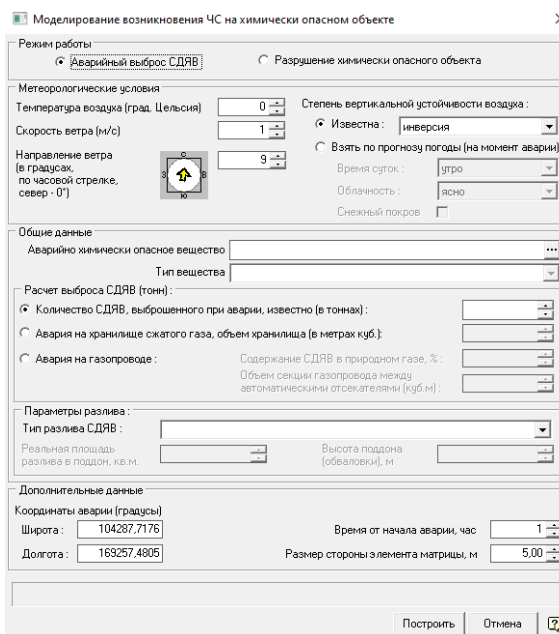 Моделирование возникновения ЧС на химически опасном объекте
Режим работы
Аварийный выброс СДЯВ
Разрушение химически опасного объекта
Метеорологические условия
Температура воздуха (град. Цельсия)
0
Скорость ветра (м/с)
1
Направление ветра
(в градусах,
по часовой стрелке,
север - 0°)
С
З
В
Ю
9
Степень вертикальной устойчивости воздуха :
Известна :
инверсия
Взять по прогнозу погоды (на момент аварии)
Время суток :
утро
Облачность :
ясно
Снежный покров
Общие данные
Аварийно химически опасное вещество
...
Тип вещества
Расчет выброса СДЯВ (тонн) :
Количество СДЯВ, выброшенного при аварии, известно (в тоннах) :
Авария на хранилище сжатого газа, объем хранилища (в метрах куб.):
Авария на газопроводе :
Содержание СДЯВ в природном газе, % :
Объем секции газопровода между
автоматическими отсекателями (куб.м) :
Параметры разлива :
Тип разлива СДЯВ :
Реальная площадь
разлива в поддон, кв.м.
Высота поддона
(обваловки), м
Дополнительные данные
Координаты аварии (градусы)
Широта :
104287,7176
Долгота :
169257,4805
Время от начала аварии, час
1
Размер стороны элемента матрицы, м
5,00
Построить
Отмена
?